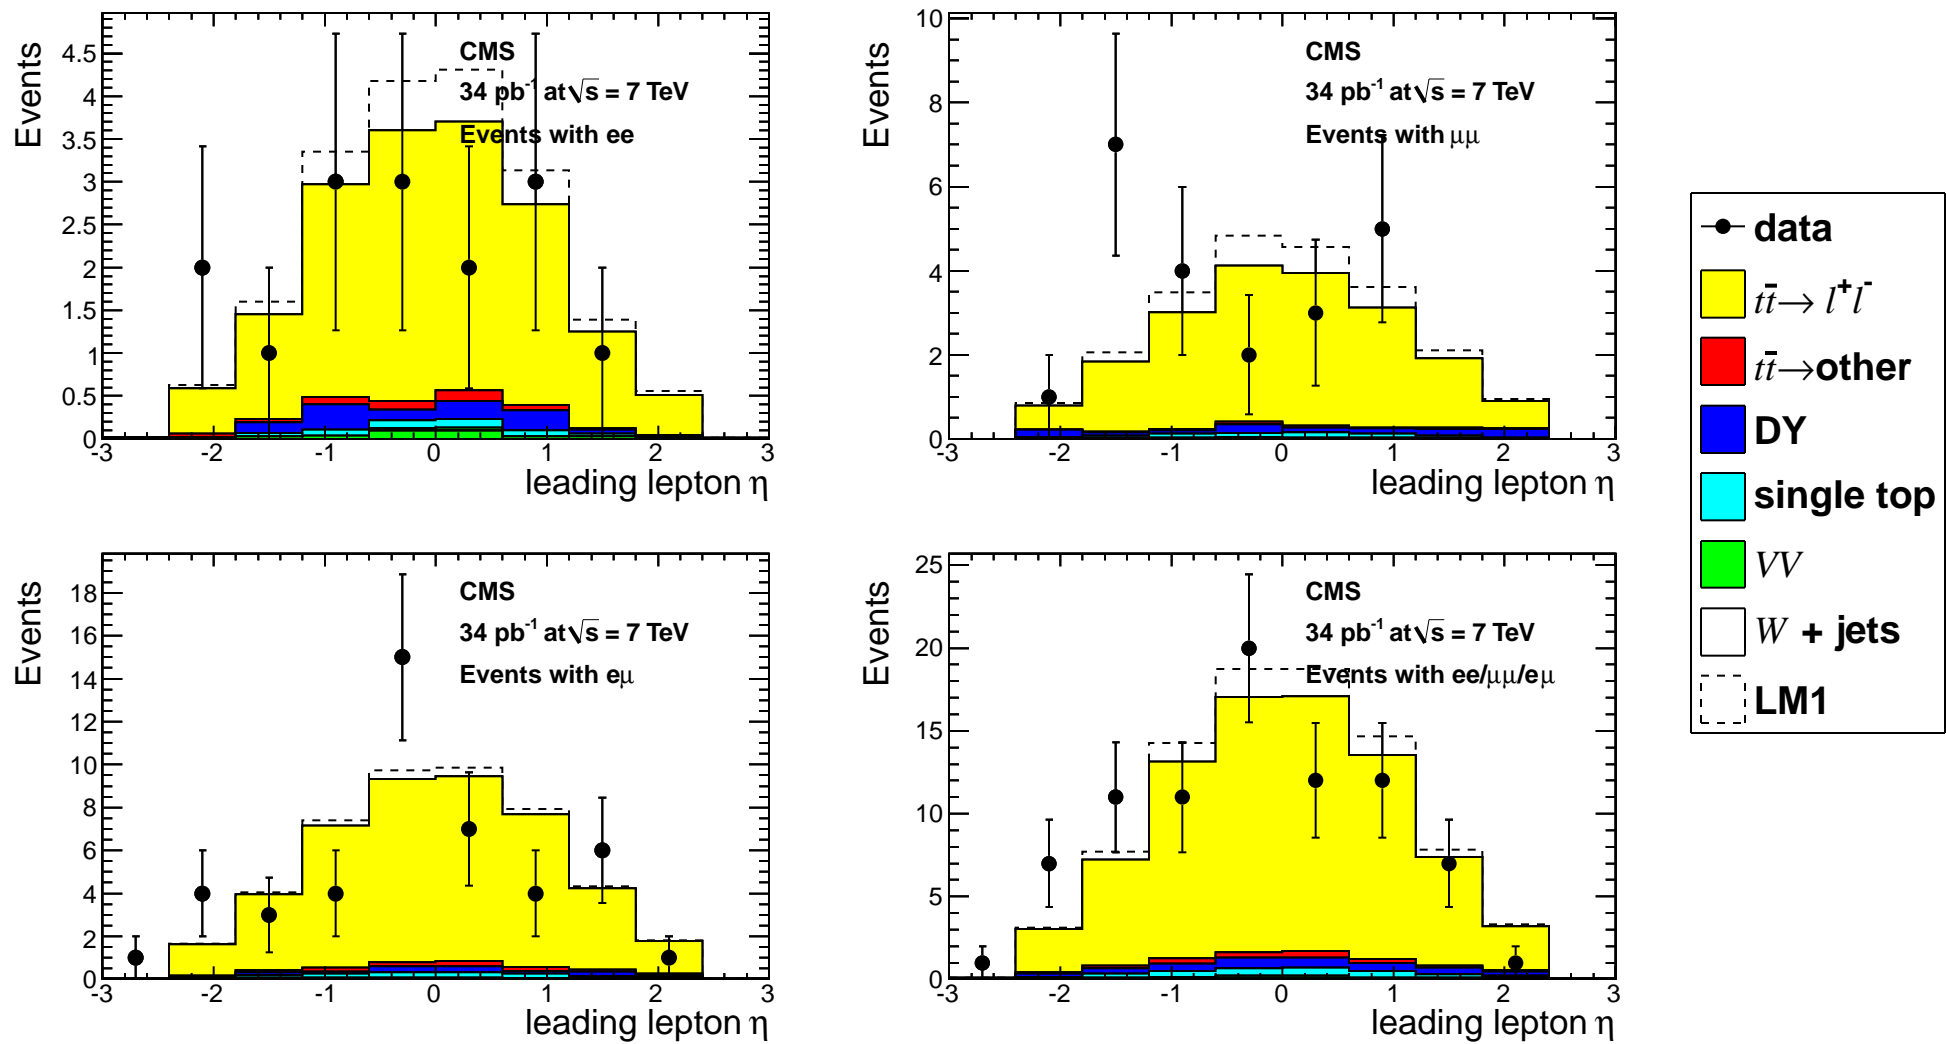 Events
4.5
4
3.5
3
2.5
2
1.5
1
0.5
0
CMS
34 pb⁻¹ at √s = 7 TeV
Events with ee
-3 -2 -1 0 1 2 3
leading lepton η
Events
10
8
6
4
2
0
CMS
34 pb⁻¹ at √s = 7 TeV
Events with μμ
-3 -2 -1 0 1 2 3
leading lepton η
Events
18
16
14
12
10
8
6
4
2
0
CMS
34 pb⁻¹ at √s = 7 TeV
Events with eμ
-3 -2 -1 0 1 2 3
leading lepton η
Events
25
20
15
10
5
0
CMS
34 pb⁻¹ at √s = 7 TeV
Events with ee/μμ/eμ
-3 -2 -1 0 1 2 3
leading lepton η
data
tt̄→ l⁺l⁻
tt̄→other
DY
single top
VV
W + jets
LM1